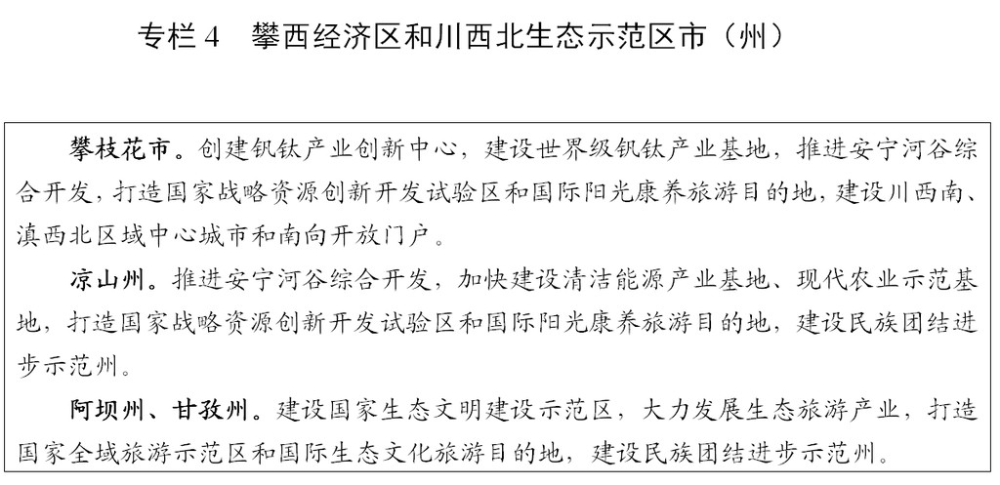 专栏 4 攀西经济区和川西北生态示范区市（州）
攀枝花市。创建钒钛产业创新中心，建设世界级钒钛产业基地，推进安宁河谷综
合开发，打造国家战略资源创新开发试验区和国际阳光康养旅游目的地，建设川西南、
滇西北区域中心城市和南向开放门户。
凉山州。推进安宁河谷综合开发，加快建设清洁能源产业基地、现代农业示范基
地，打造国家战略资源创新开发试验区和国际阳光康养旅游目的地，建设民族团结进
步示范州。
阿坝州、甘孜州。建设国家生态文明建设示范区，大力发展生态旅游产业，打造
国家全域旅游示范区和国际生态文化旅游目的地，建设民族团结进步示范州。